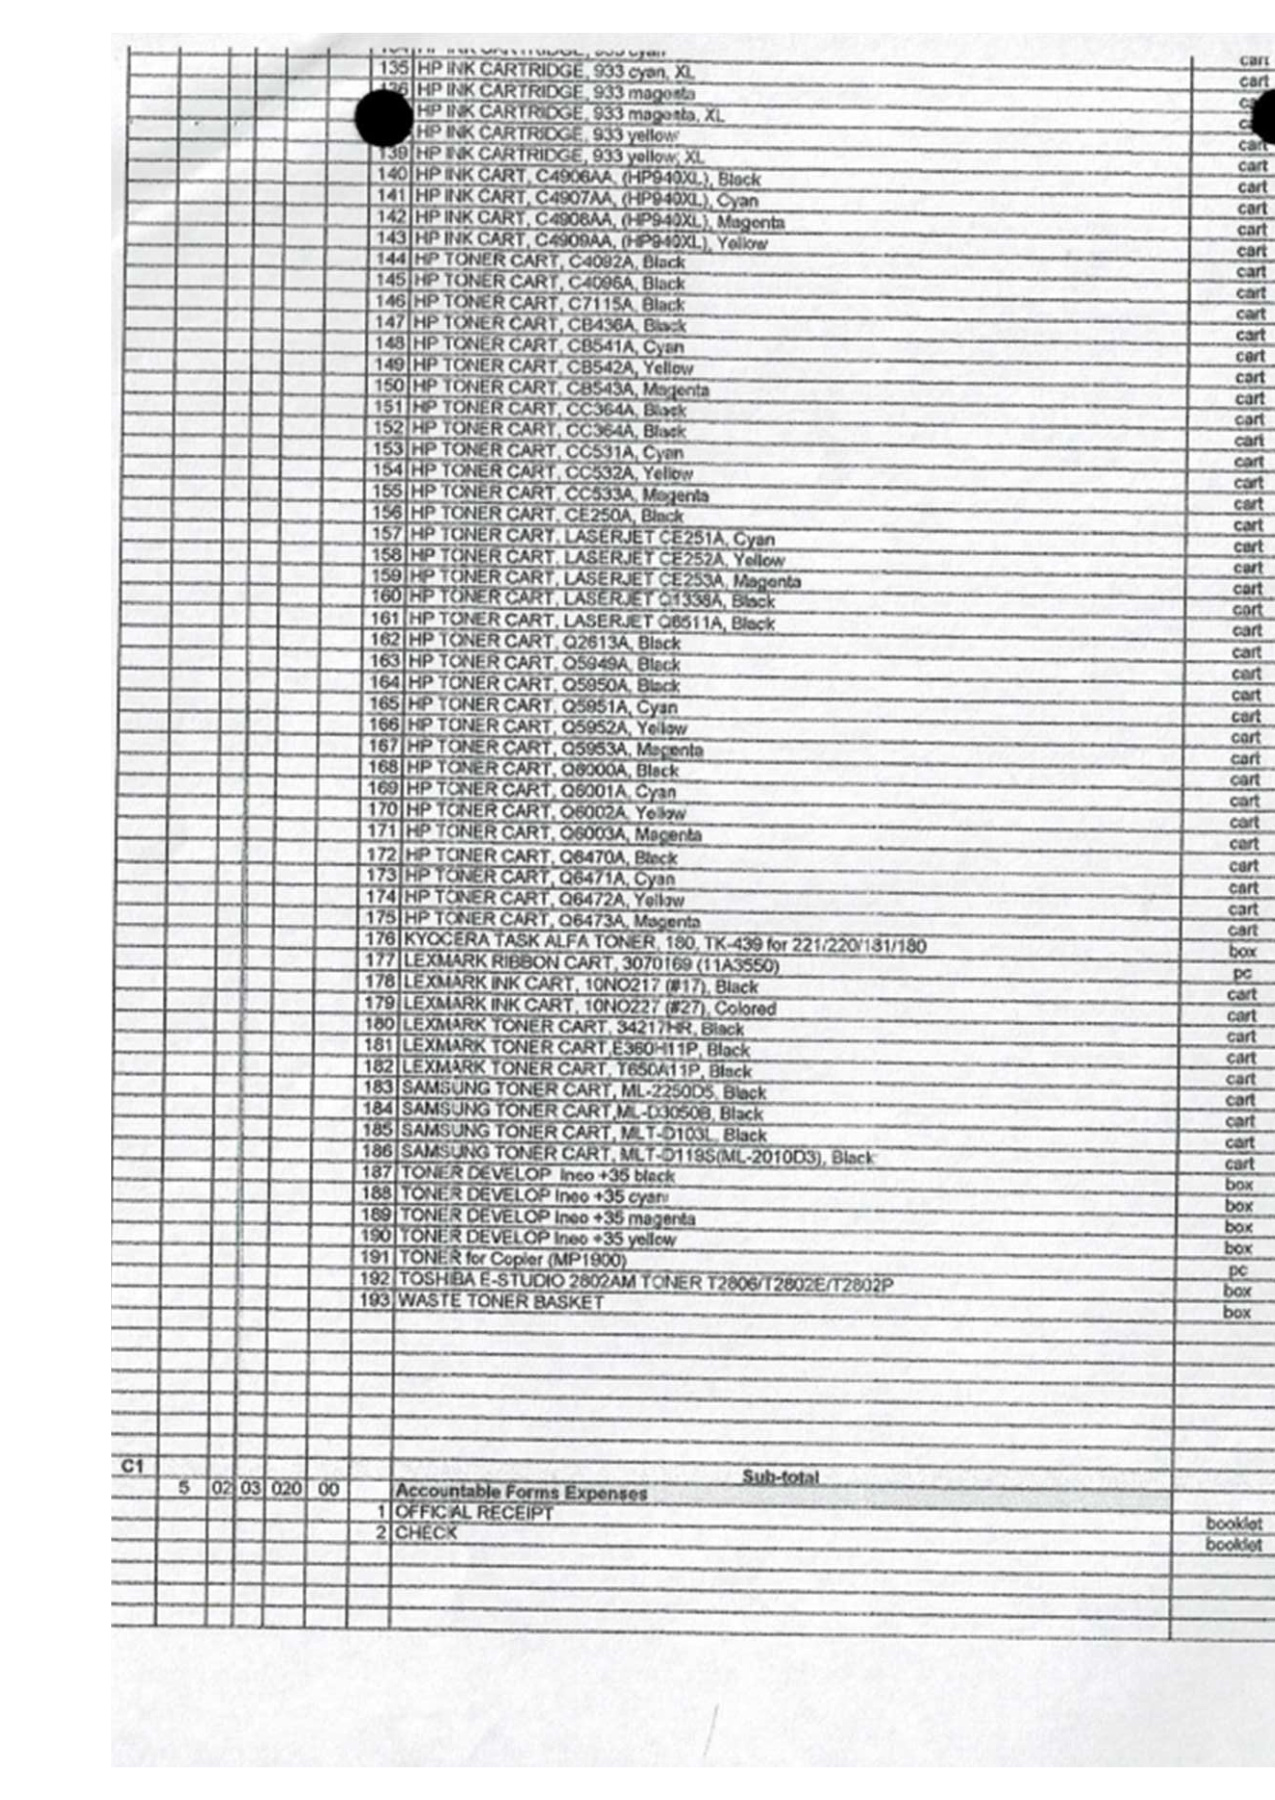 HP INK CARTRIDGE, 933 cyan cart
135 HP INK CARTRIDGE, 933 cyan, XL cart
136 HP INK CARTRIDGE, 933 magenta
HP INK CARTRIDGE, 933 magenta, XL
HP INK CARTRIDGE, 933 yellow cart
139 HP INK CARTRIDGE, 933 yellow, XL cart
140 HP INK CART, C4906AA, (HP940XL), Black cart
141 HP INK CART, C4907AA, (HP940XL), Cyan cart
142 HP INK CART, C4908AA, (HP940XL), Magenta cart
143 HP INK CART, C4909AA, (HP940XL), Yellow cart
144 HP TONER CART, C4092A, Black cart
145 HP TONER CART, C4096A, Black cart
146 HP TONER CART, C7115A, Black cart
147 HP TONER CART, CB436A, Black cart
148 HP TONER CART, CB541A, Cyan cart
149 HP TONER CART, CB542A, Yellow cart
150 HP TONER CART, CB543A, Magenta cart
151 HP TONER CART, CC364A, Black cart
152 HP TONER CART, CC364A, Black cart
153 HP TONER CART, CC531A, Cyan cart
154 HP TONER CART, CC532A, Yellow cart
155 HP TONER CART, CC533A, Magenta cart
156 HP TONER CART, CE250A, Black cart
157 HP TONER CART, LASERJET CE251A, Cyan cart
158 HP TONER CART, LASERJET CE252A, Yellow cart
159 HP TONER CART, LASERJET CE253A, Magenta cart
160 HP TONER CART, LASERJET Q1338A, Black cart
161 HP TONER CART, LASERJET Q6511A, Black cart
162 HP TONER CART, Q2613A, Black cart
163 HP TONER CART, Q5949A, Black cart
164 HP TONER CART, Q5950A, Black cart
165 HP TONER CART, Q5951A, Cyan cart
166 HP TONER CART, Q5952A, Yellow cart
167 HP TONER CART, Q5953A, Magenta cart
168 HP TONER CART, Q6000A, Black cart
169 HP TONER CART, Q6001A, Cyan cart
170 HP TONER CART, Q6002A, Yellow cart
171 HP TONER CART, Q6003A, Magenta cart
172 HP TONER CART, Q6470A, Black cart
173 HP TONER CART, Q6471A, Cyan cart
174 HP TONER CART, Q6472A, Yellow cart
175 HP TONER CART, Q6473A, Magenta cart
176 KYOCERA TASK ALFA TONER, 180, TK-439 for 221/220/181/180 box
177 LEXMARK RIBBON CART, 3070169 (11A3550) pc
178 LEXMARK INK CART, 10NO217 (#17), Black cart
179 LEXMARK INK CART, 10NO227 (#27), Colored cart
180 LEXMARK TONER CART, 34217HR, Black cart
181 LEXMARK TONER CART,E360H11P, Black cart
182 LEXMARK TONER CART, T650A11P, Black cart
183 SAMSUNG TONER CART, ML-2250D5, Black cart
184 SAMSUNG TONER CART,ML-D3050B, Black cart
185 SAMSUNG TONER CART, MLT-D103L, Black cart
186 SAMSUNG TONER CART, MLT-D119S(ML-2010D3), Black cart
187 TONER DEVELOP Ineo +35 black box
188 TONER DEVELOP Ineo +35 cyan box
189 TONER DEVELOP Ineo +35 magenta box
190 TONER DEVELOP Ineo +35 yellow box
191 TONER for Copier (MP1900) pc
192 TOSHIBA E-STUDIO 2802AM TONER T2806/T2802E/T2802P box
193 WASTE TONER BASKET box
C1 Sub-total
5 02 03 020 00 Accountable Forms Expenses
1 OFFICIAL RECEIPT booklet
2 CHECK booklet